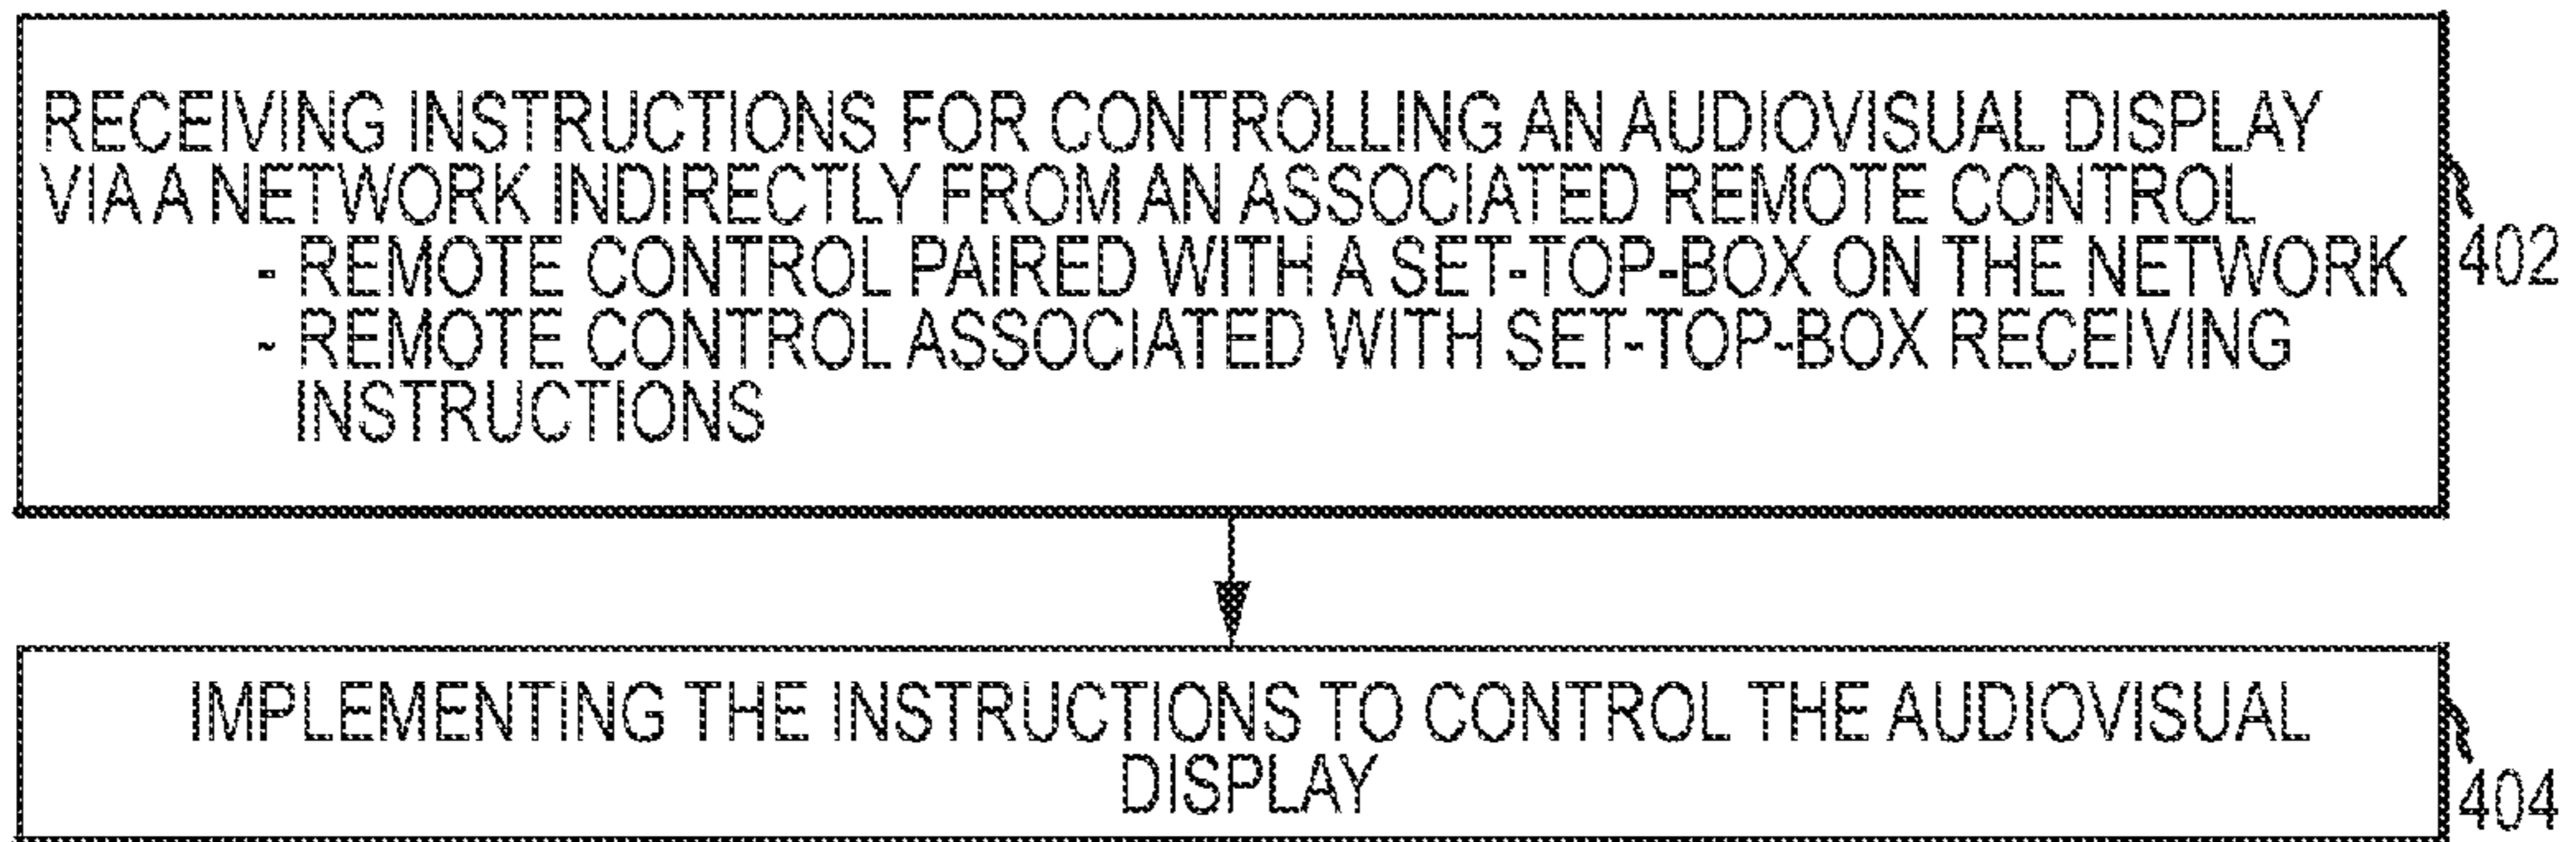 RECEIVING INSTRUCTIONS FOR CONTROLLING AN AUDIOVISUAL DISPLAY
VIA A NETWORK INDIRECTLY FROM AN ASSOCIATED REMOTE CONTROL
- REMOTE CONTROL PAIRED WITH A SET-TOP-BOX ON THE NETWORK
- REMOTE CONTROL ASSOCIATED WITH SET-TOP-BOX RECEIVING
INSTRUCTIONS
402
IMPLEMENTING THE INSTRUCTIONS TO CONTROL THE AUDIOVISUAL
DISPLAY
404